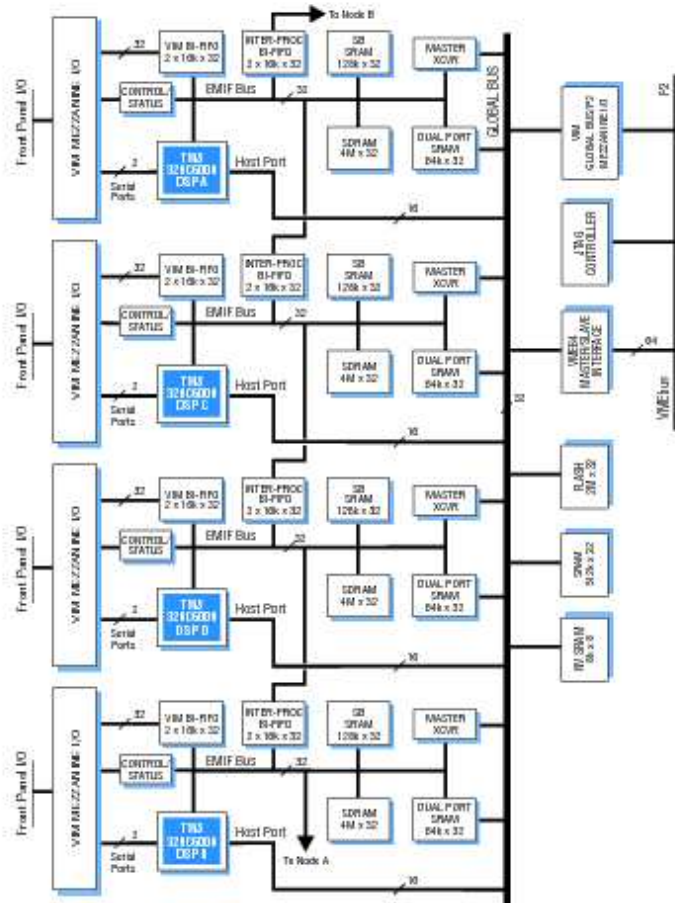 To Node B
Front Panel I/O
VIM MEZZANINE I/O
32
VIM BI-FIFO
2 x 16k x 32
INTER-PROC
BI-FIFO
2 x 16k x 32
SB
SRAM
128k x 32
MASTER
XCVR
CONTROL/
STATUS
EMIF Bus
32
GLOBAL BUS
2
Serial
Ports
DSP A
Host Port
SDRAM
4M x 32
DUAL PORT
SRAM
64k x 32
16
VIM
GLOBAL BUS/P2
MEZZANINE I/O
P2
JTAG
CONTROLLER
Front Panel I/O
VIM MEZZANINE I/O
32
VIM BI-FIFO
2 x 16k x 32
INTER-PROC
BI-FIFO
2 x 16k x 32
SB
SRAM
128k x 32
MASTER
XCVR
CONTROL/
STATUS
EMIF Bus
32
2
Serial
Ports
DSP C
Host Port
SDRAM
4M x 32
DUAL PORT
SRAM
64k x 32
16
VME64
MASTER/SLAVE
INTERFACE
64
VMEbus
Front Panel I/O
VIM MEZZANINE I/O
32
VIM BI-FIFO
2 x 16k x 32
INTER-PROC
BI-FIFO
2 x 16k x 32
SB
SRAM
128k x 32
MASTER
XCVR
CONTROL/
STATUS
EMIF Bus
32
2
Serial
Ports
DSP D
Host Port
SDRAM
4M x 32
DUAL PORT
SRAM
64k x 32
16
FLASH
SRAM
512k x 32
NV SRAM
8k x 8
Front Panel I/O
VIM MEZZANINE I/O
32
VIM BI-FIFO
2 x 16k x 32
INTER-PROC
BI-FIFO
2 x 16k x 32
SB
SRAM
128k x 32
MASTER
XCVR
CONTROL/
STATUS
EMIF Bus
32
2
Serial
Ports
DSP B
Host Port
SDRAM
4M x 32
DUAL PORT
SRAM
64k x 32
To Node A
16